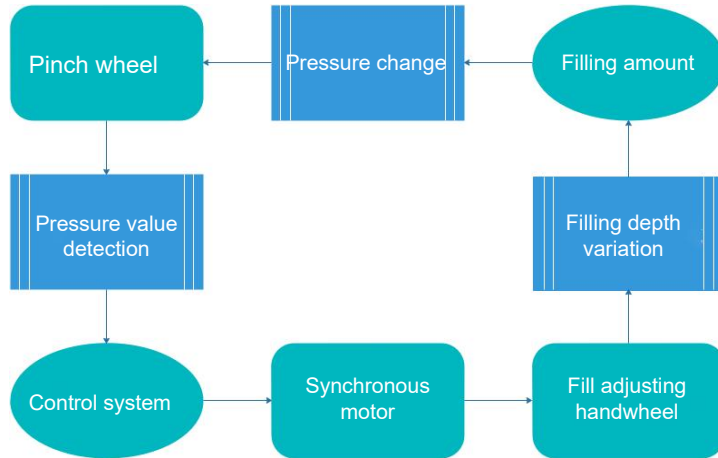 Pinch wheel
Pressure change
Filling amount
Pressure value
detection
Filling depth
variation
Control system
Synchronous
motor
Fill adjusting
handwheel